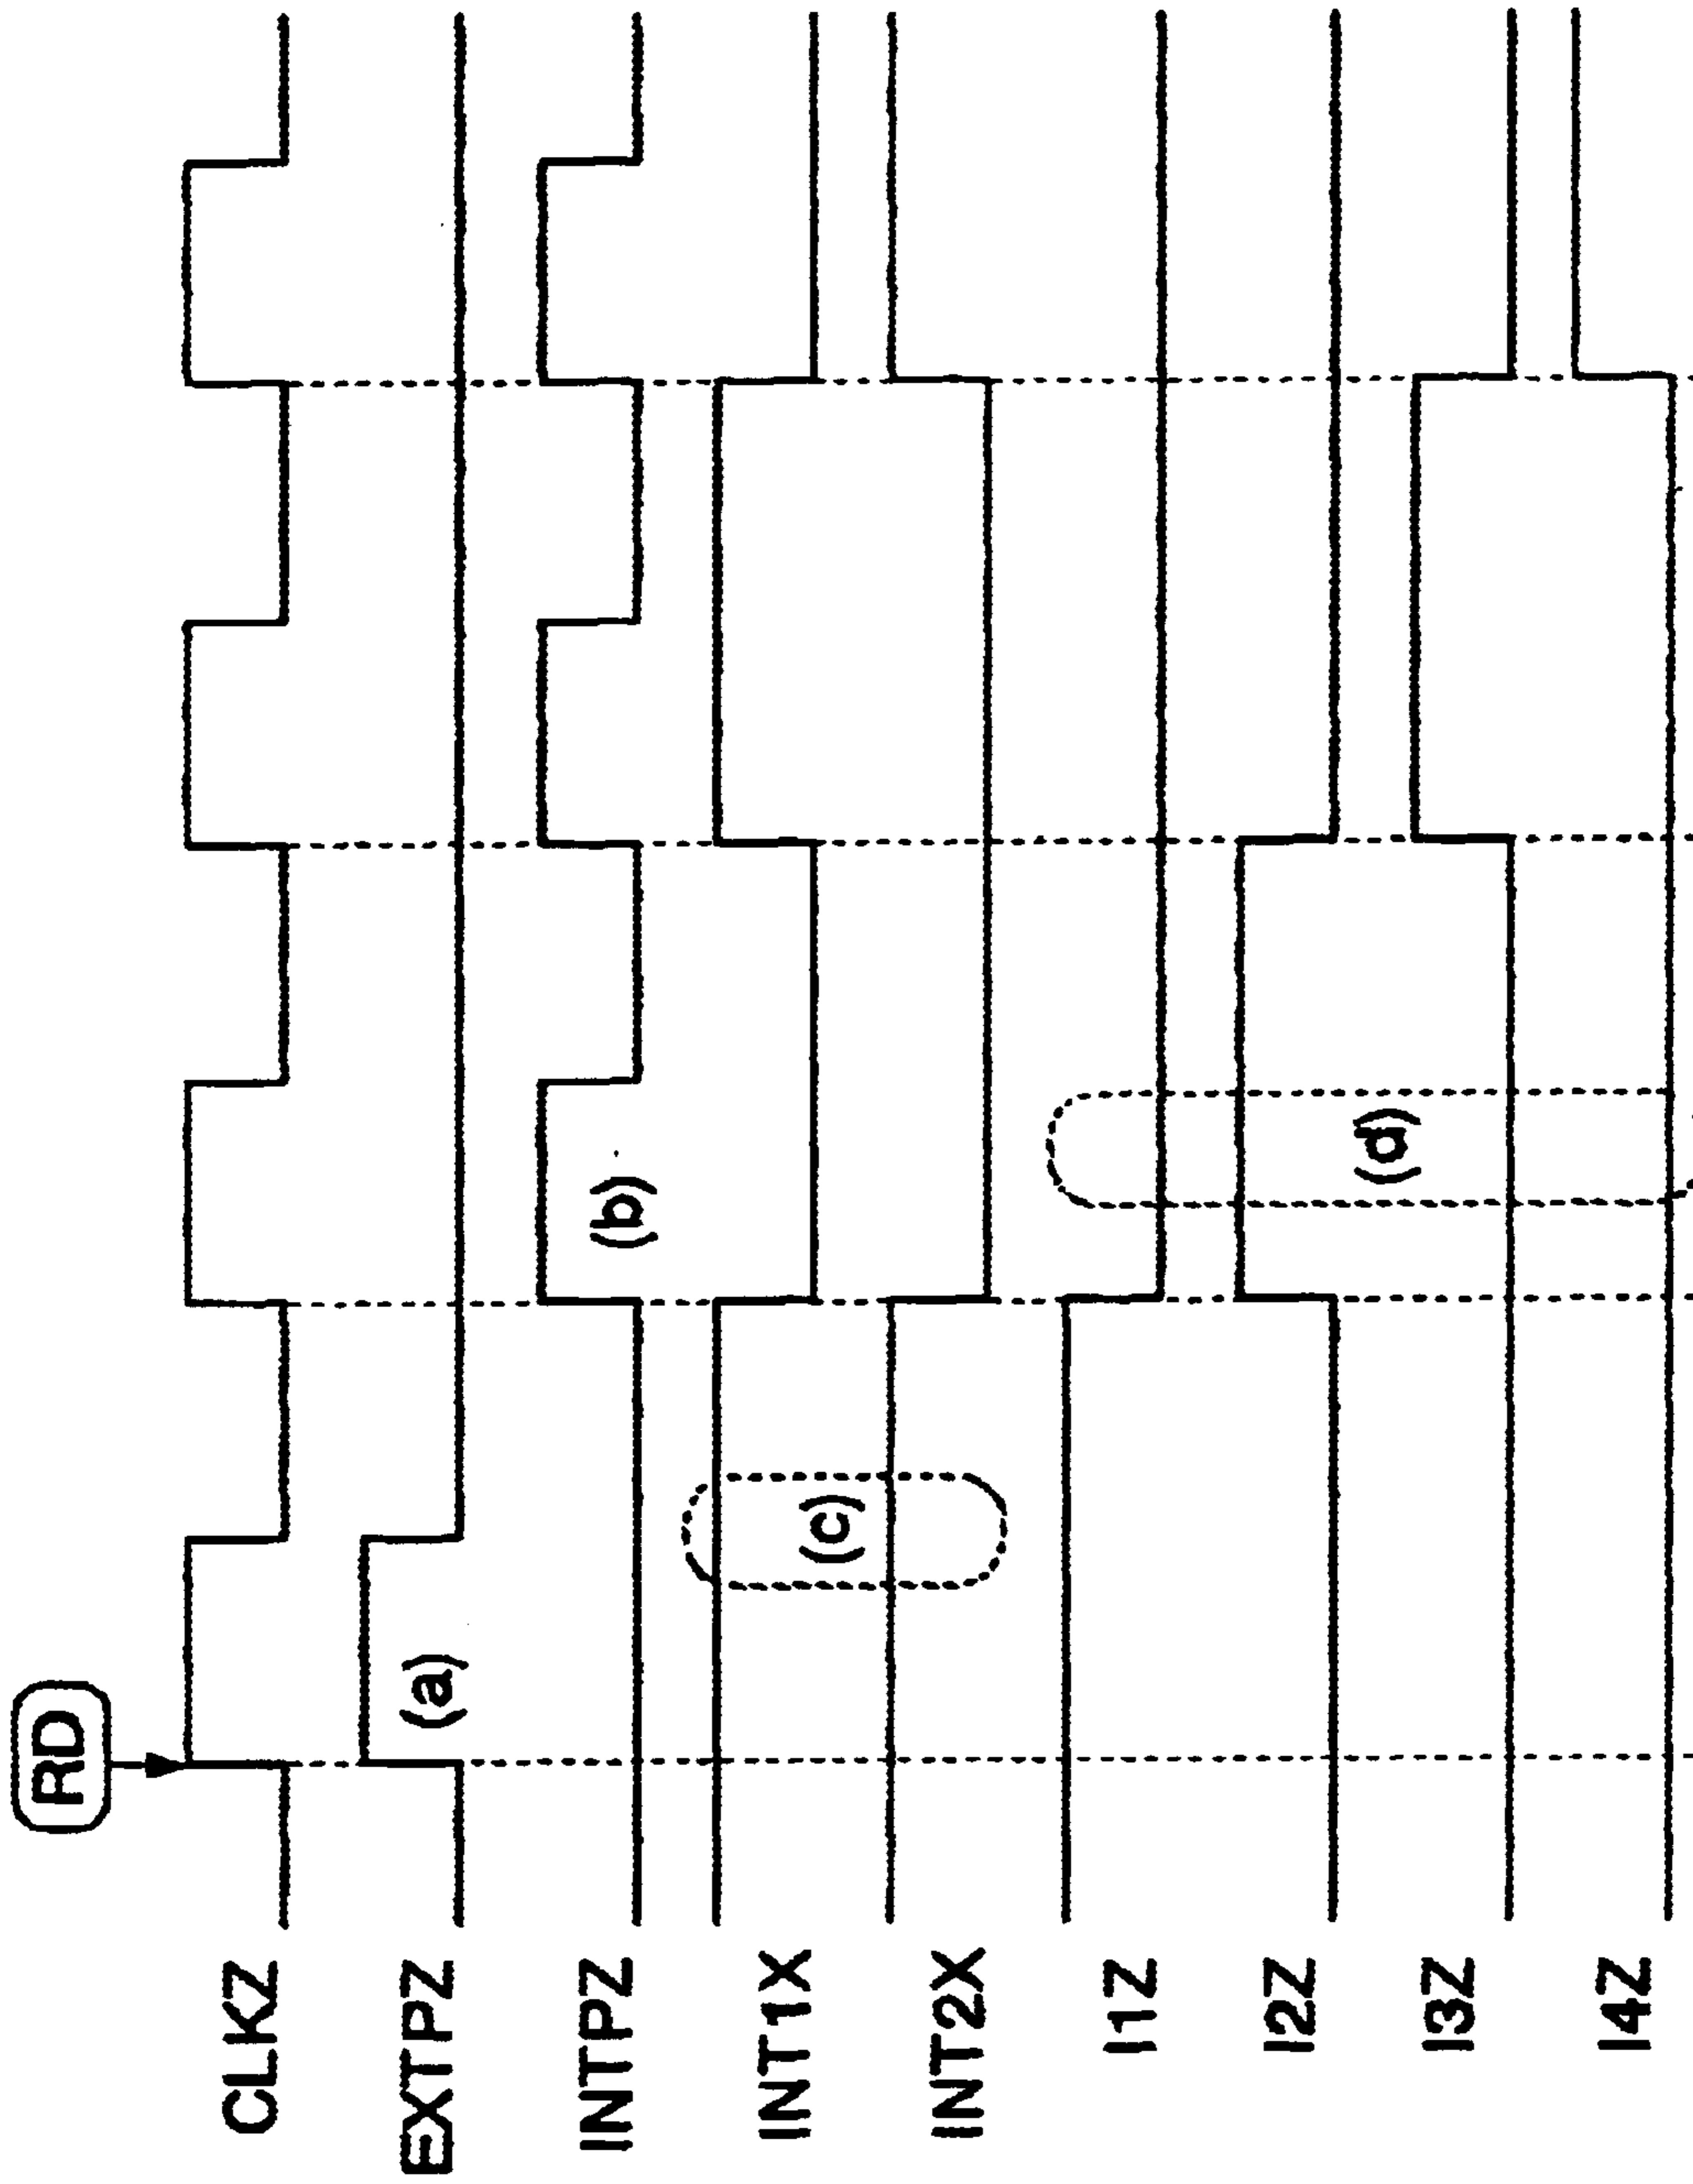 RD
CLKZ
EXTPZ
(a)
INTPZ
(b)
INT1X
(c)
INT2X
I1Z
I2Z
(d)
I3Z
I4Z